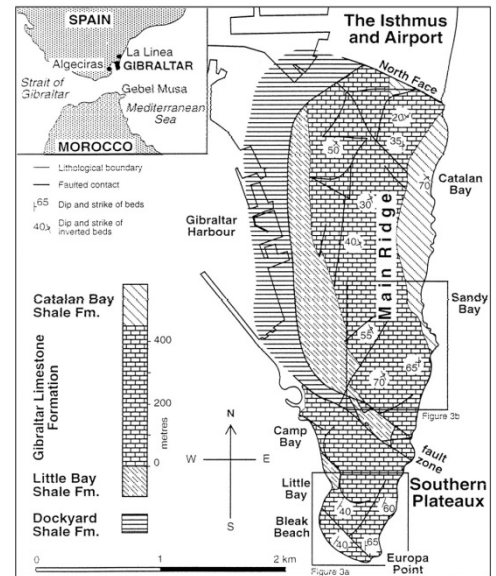 SPAIN
La Linea
Algeciras
GIBRALTAR
Strait of
Gibraltar
Gebel Musa
Mediterranean
Sea
MOROCCO
The Isthmus
and Airport
North Face
Lithological boundary
Faulted contact
65
Dip and strike of
beds
40
Dip and strike of
inverted beds
20
35
50
70
Catalan
Bay
30
Gibraltar
Harbour
40
Main Ridge
Sandy
Bay
55
65
70
Figure 3b
Catalan Bay
Shale Fm.
Gibraltar Limestone
Formation
400
200
0
metres
Little Bay
Shale Fm.
Dockyard
Shale Fm.
N
W
E
S
Camp
Bay
fault
zone
Little
Bay
Southern
Plateaux
Bleak
Beach
40
60
40
65
Europa
Point
Figure 3a
0
1
2 km